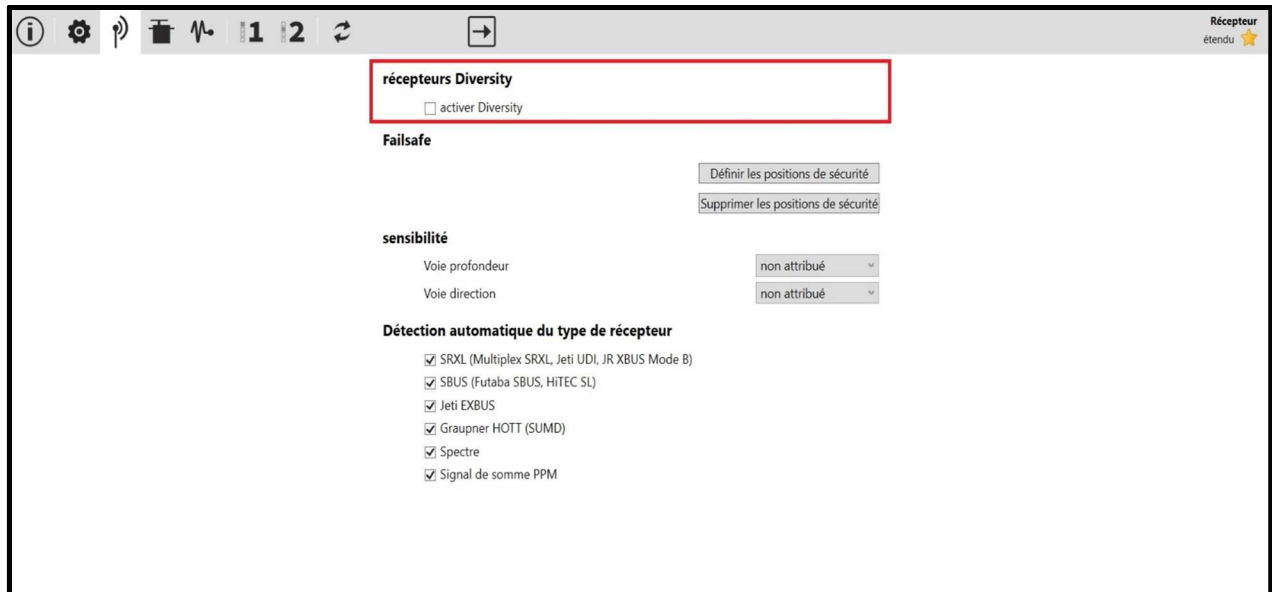 1 2
Récepteur
étendu
récepteurs Diversity
activer Diversity
Failsafe
Définir les positions de sécurité
Supprimer les positions de sécurité
sensibilité
Voie profondeur non attribué
Voie direction non attribué
Détection automatique du type de récepteur
SRXL (Multiplex SRXL, Jeti UDI, JR XBUS Mode B)
SBUS (Futaba SBUS, HiTEC SL)
Jeti EXBUS
Graupner HOTT (SUMD)
Spectre
Signal de somme PPM